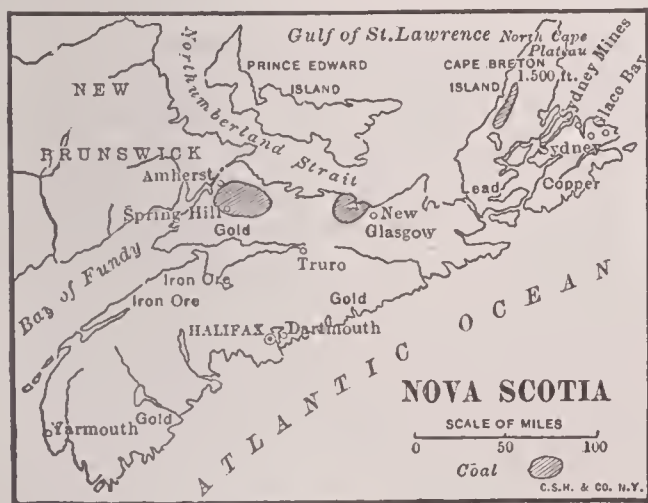 Gulf of St. Lawrence
North Cape
Plateau
1.500 ft.
PRINCE EDWARD
ISLAND
CAPE BRETON
ISLAND
Sydney Mines
Glace Bay
Sydney
NEW
BRUNSWICK
Northumberland Strait
Amherst
Spring Hill
Gold
New
Glasgow
Lead
Copper
Truro
Bay of Fundy
Iron Ore
Iron Ore
Gold
HALIFAX
Dartmouth
ATLANTIC OCEAN
Gold
Yarmouth
NOVA SCOTIA
SCALE OF MILES
0 50 100
Coal
C.S.H. & CO. N.Y.